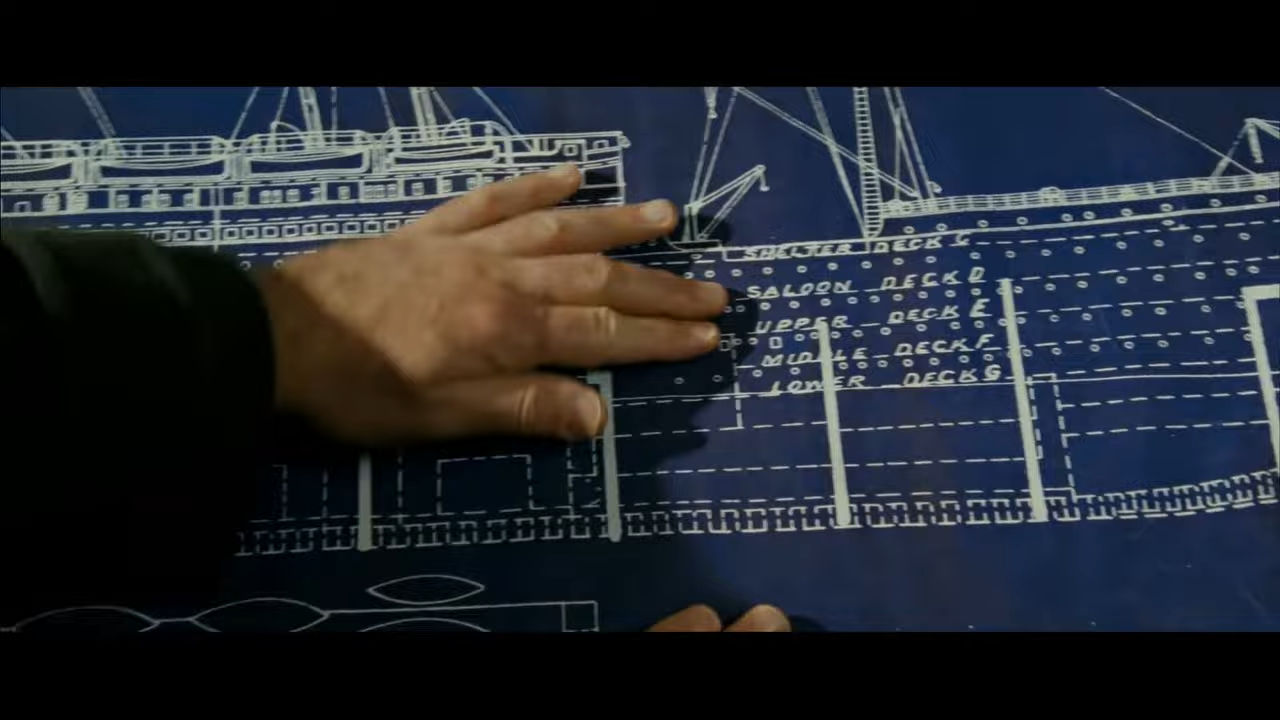 SHELTER DECK C
SALOON DECK D
UPPER DECK E
MIDDLE DECK F
LOWER DECK G